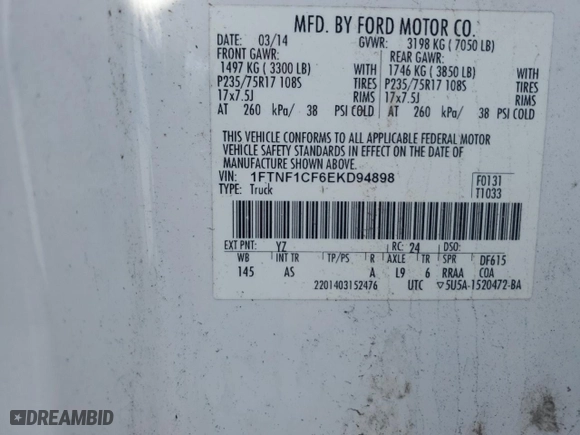 MFD. BY FORD MOTOR CO.
DATE: 03/14 GVWR: 3198 KG ( 7050 LB)
FRONT GAWR: REAR GAWR:
1497 KG ( 3300 LB) WITH 1746 KG ( 3850 LB) WITH
P235/75R17 108S TIRES P235/75R17 108S TIRES
17x7.5J RIMS 17x7.5J RIMS
AT 260 kPa/ 38 PSI COLD AT 260 kPa/ 38 PSI COLD
THIS VEHICLE CONFORMS TO ALL APPLICABLE FEDERAL MOTOR
VEHICLE SAFETY STANDARDS IN EFFECT ON THE DATE OF
MANUFACTURE SHOWN ABOVE.
VIN: 1FTNF1CF6EKD94898 F0131
TYPE: Truck T1033
EXT PNT: YZ RC: 24 DSO:
WB INT TR TP/PS R AXLE TR SPR DF615
145 AS A L9 6 RRAA COA
2201403152476 UTC ▽5U5A-1520472-BA
DREAMBID